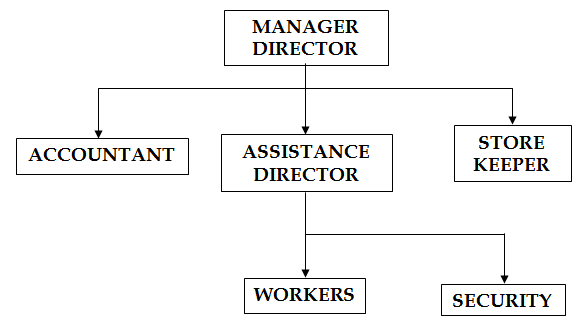 MANAGER
DIRECTOR
ACCOUNTANT
ASSISTANCE
DIRECTOR
STORE
KEEPER
WORKERS
SECURITY